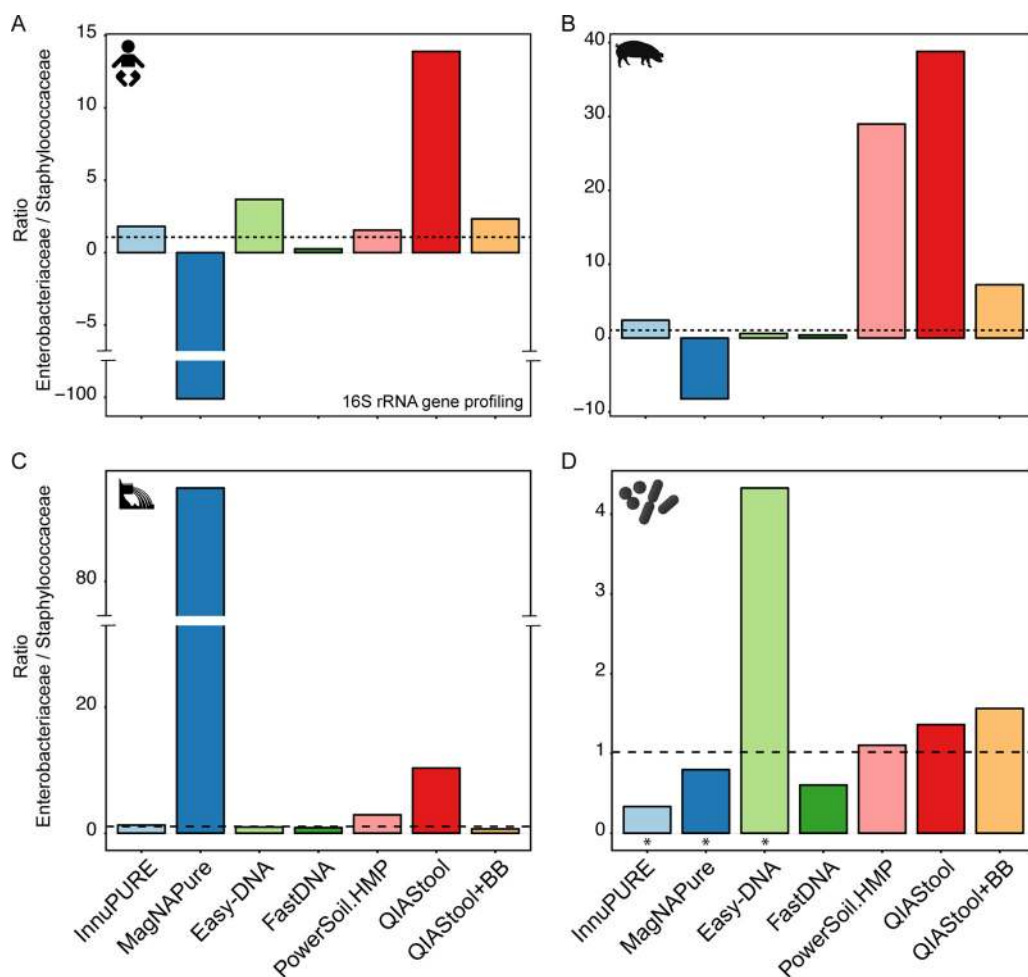 A
B
15
10
5
0
−5
−100
Ratio
Enterobacteriaceae / Staphylococcaceae
16S rRNA gene profiling
40
30
20
10
0
−10
C
D
80
20
0
Ratio
Enterobacteriaceae / Staphylococcaceae
4
3
2
1
0
* * *
InnuPURE
MagNAPure
Easy-DNA
FastDNA
PowerSoil.HMP
QIAStool
QIAStool+BB
InnuPURE
MagNAPure
Easy-DNA
FastDNA
PowerSoil.HMP
QIAStool
QIAStool+BB